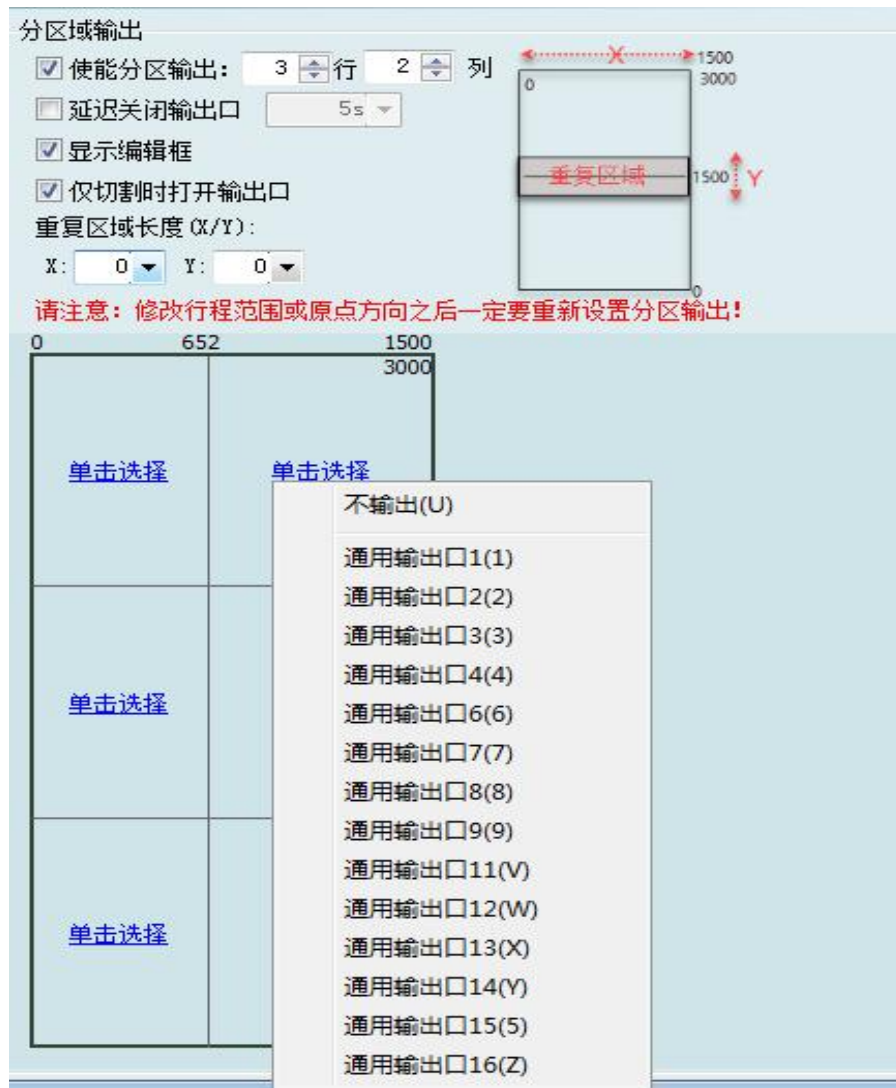 分区域输出
使能分区输出： 3 行 2 列
延迟关闭输出口 5s
显示编辑框
仅切割时打开输出口
重复区域长度(X/Y):
X: 0 Y: 0
X 1500
0 3000
重复区域 1500 Y
0
请注意：修改行程范围或原点方向之后一定要重新设置分区输出！
0 652 1500
3000
单击选择 单击选择
不输出(U)
通用输出口1(1)
通用输出口2(2)
通用输出口3(3)
通用输出口4(4)
单击选择
通用输出口6(6)
通用输出口7(7)
通用输出口8(8)
通用输出口9(9)
通用输出口11(V)
通用输出口12(W)
单击选择
通用输出口13(X)
通用输出口14(Y)
通用输出口15(5)
通用输出口16(Z)